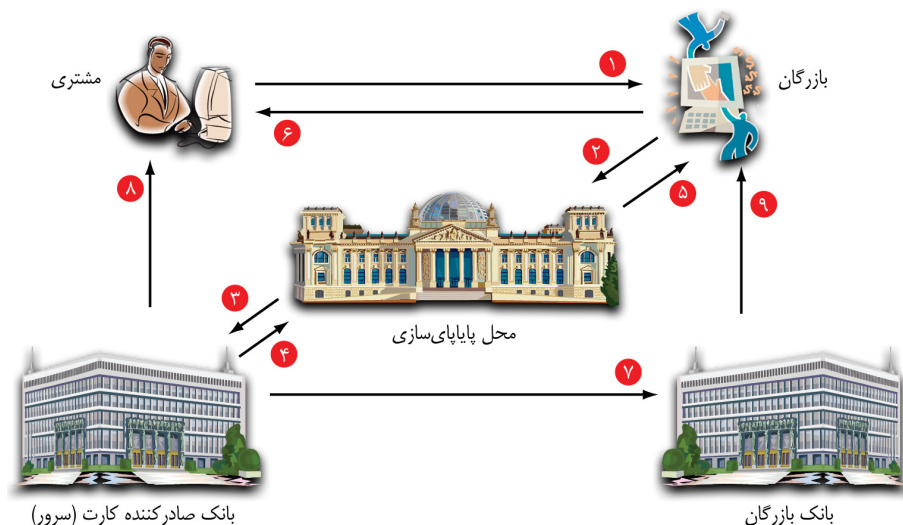 بازرگان
مشتری
۱
۶
۲
۵
۸
۹
محل پایاپای‌سازی
۳
۴
۷
بانک بازرگان
بانک صادرکننده کارت (سرور)